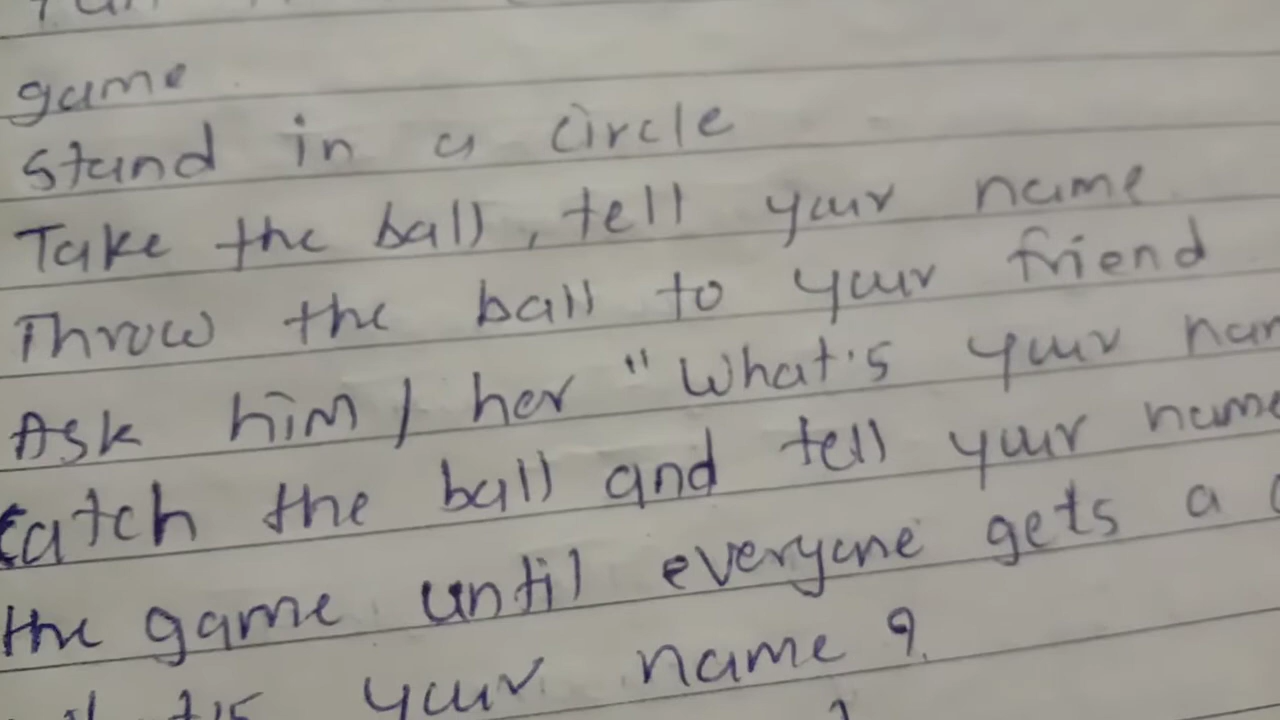 game
Stand in a circle
Take the ball, tell your name
Throw the ball to your friend
Ask him / her "What's your
Catch the ball and tell your name
the game until everyone gets a
your name ?